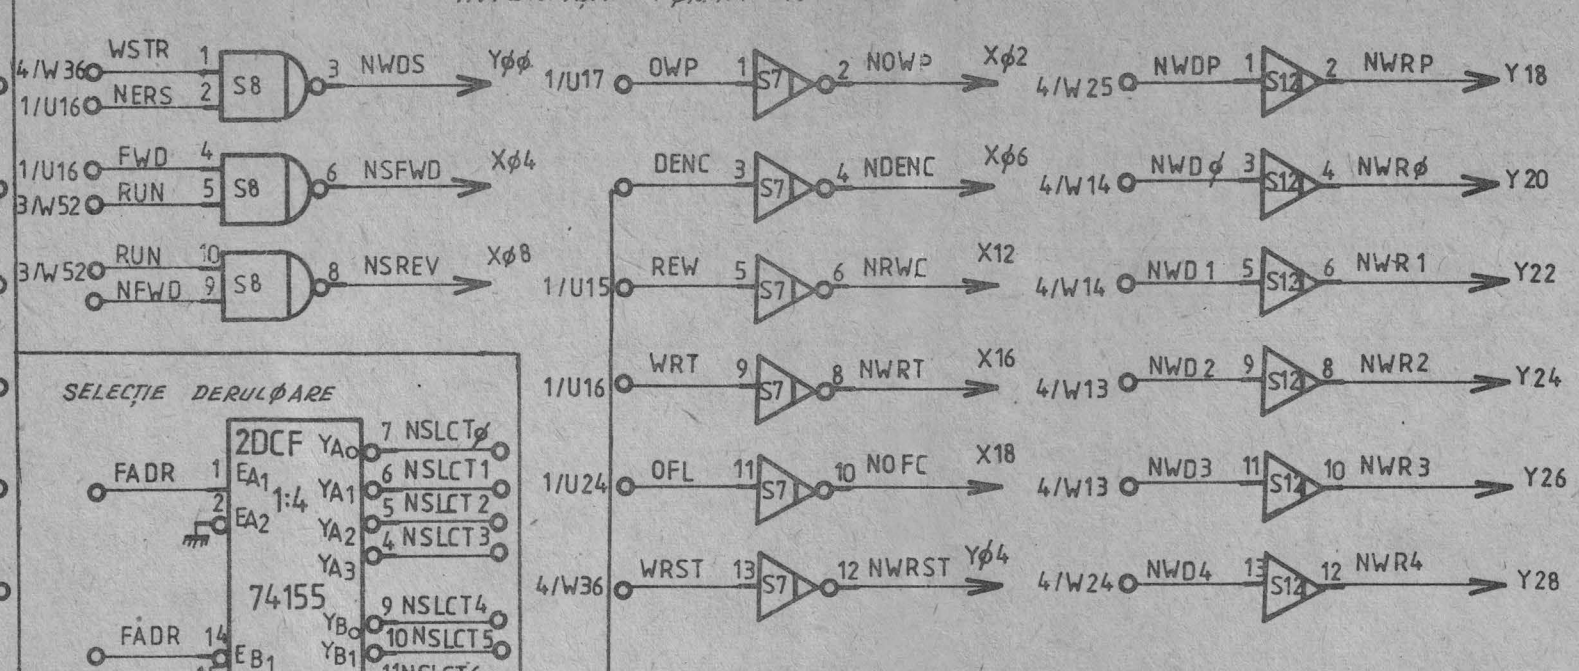 WSTR 1
4/W36 S8 3 NWDS YØØ
1/U16 NERS 2
1/U16 FWD 4
S8 6 NSFWD XØ4
3/W52 RUN 5
RUN 10
3/W52 S8 8 NSREV XØ8
NFWD 9
1/U17 OWP 1 S7 2 NOWP XØ2
DENC 3 S7 4 NDENC XØ6
1/U15 REW 5 S7 6 NRWC X12
1/U16 WRT 9 S7 8 NWRT X16
1/U24 OFL 11 S7 10 NOFC X18
4/W36 WRST 13 S7 12 NWRST YØ4
4/W25 NWDP 1 S12 2 NWRP Y18
4/W14 NWDØ 3 S12 4 NWRØ Y20
4/W14 NWD1 5 S12 6 NWR1 Y22
4/W13 NWD2 9 S12 8 NWR2 Y24
4/W13 NWD3 11 S12 10 NWR3 Y26
4/W24 NWD4 13 S12 12 NWR4 Y28
SELECȚIE DERULØARE
2DCF YA0 7 NSLCTØ
FADR 1 EA1 1:4 YA1 6 NSLCT1
2 EA2 YA2 5 NSLCT2
YA3 4 NSLCT3
74155
YB0 9 NSLCT4
FADR 14 EB1 YB1 10 NSLCT5